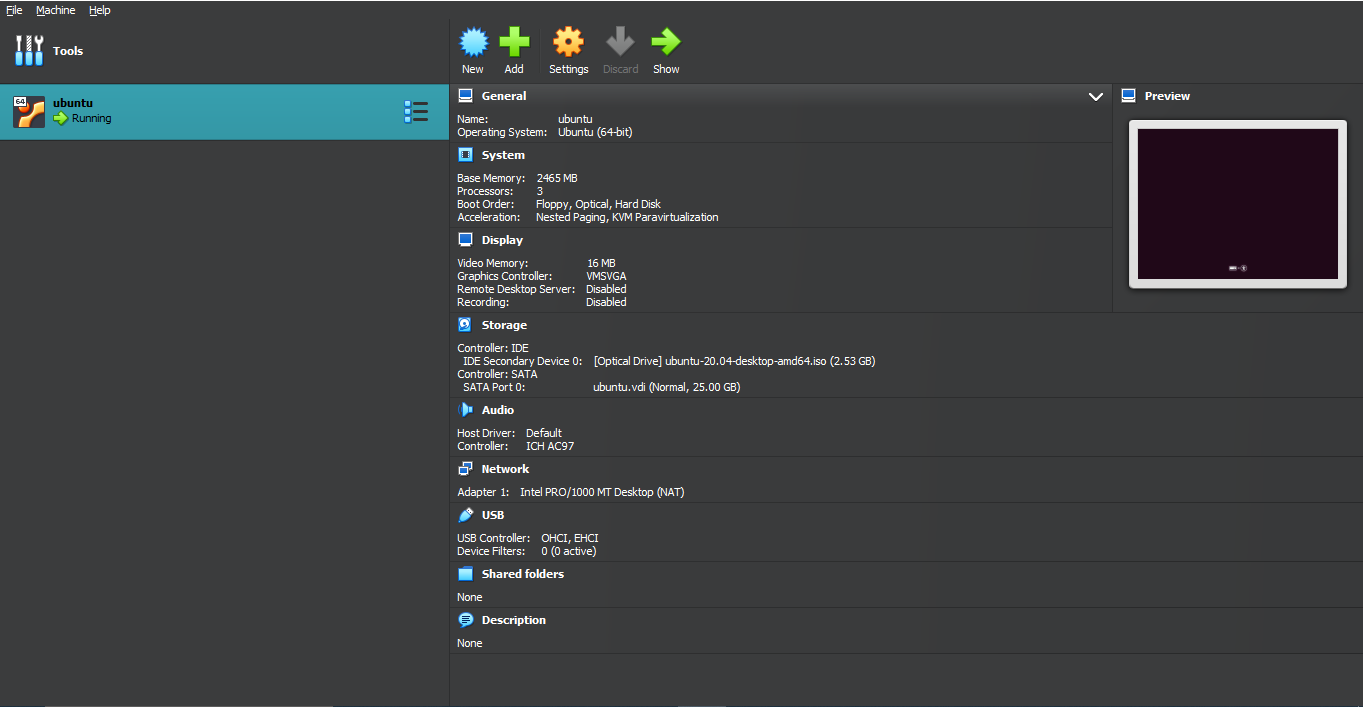 File Machine Help
Tools
New Add Settings Discard Show
64
ubuntu
Running
General
Name: ubuntu
Operating System: Ubuntu (64-bit)
System
Base Memory: 2465 MB
Processors: 3
Boot Order: Floppy, Optical, Hard Disk
Acceleration: Nested Paging, KVM Paravirtualization
Display
Video Memory: 16 MB
Graphics Controller: VMSVGA
Remote Desktop Server: Disabled
Recording: Disabled
Storage
Controller: IDE
IDE Secondary Device 0: [Optical Drive] ubuntu-20.04-desktop-amd64.iso (2.53 GB)
Controller: SATA
SATA Port 0: ubuntu.vdi (Normal, 25.00 GB)
Audio
Host Driver: Default
Controller: ICH AC97
Network
Adapter 1: Intel PRO/1000 MT Desktop (NAT)
USB
USB Controller: OHCI, EHCI
Device Filters: 0 (0 active)
Shared folders
None
Description
None
Preview